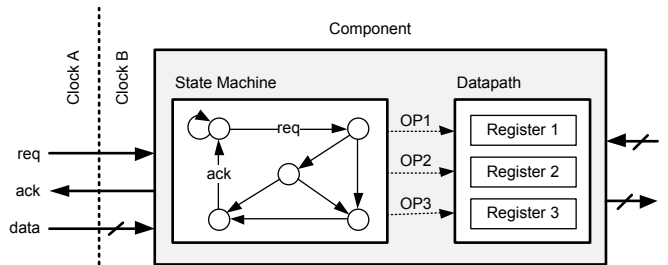 Component
Clock A
Clock B
State Machine
Datapath
req
ack
OP1
OP2
OP3
Register 1
Register 2
Register 3
req
ack
data